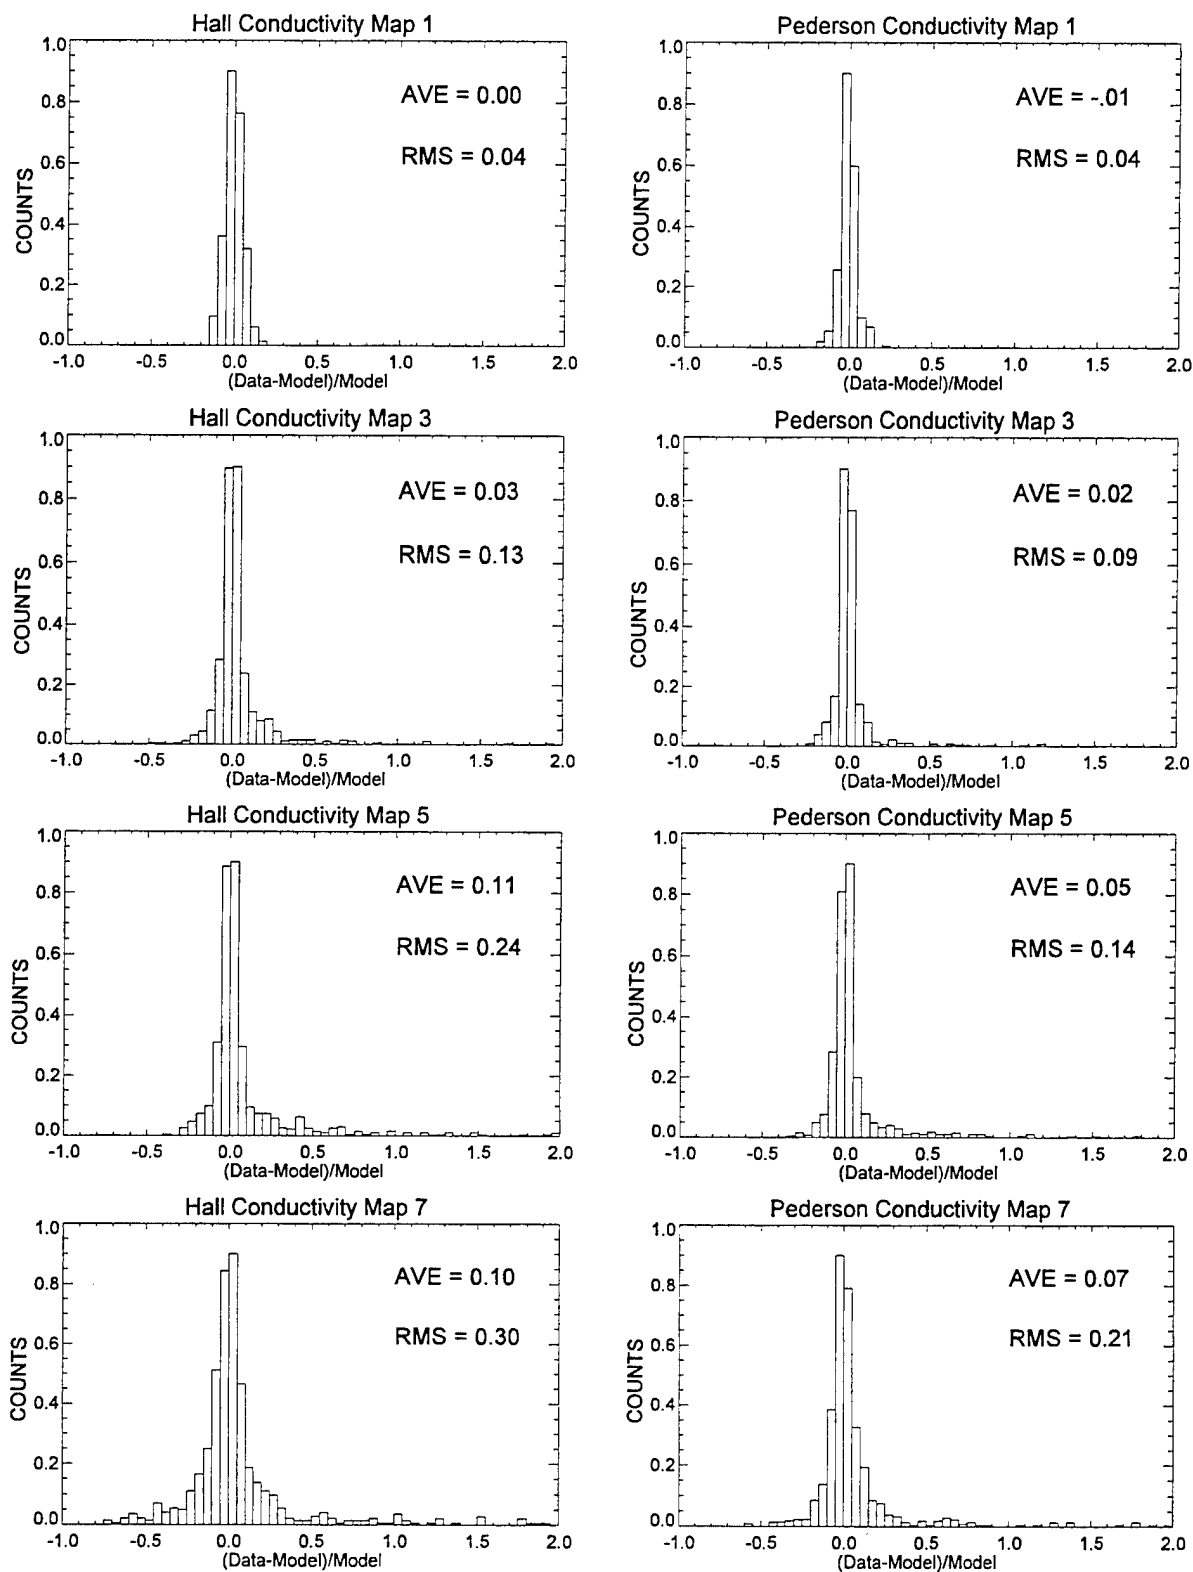 Hall Conductivity Map 1
1.0
0.8
0.6
0.4
0.2
0.0
COUNTS
AVE = 0.00
RMS = 0.04
-1.0 -0.5 0.0 0.5 1.0 1.5 2.0
(Data-Model)/Model
Pederson Conductivity Map 1
1.0
0.8
0.6
0.4
0.2
0.0
COUNTS
AVE = -.01
RMS = 0.04
-1.0 -0.5 0.0 0.5 1.0 1.5 2.0
(Data-Model)/Model
Hall Conductivity Map 3
1.0
0.8
0.6
0.4
0.2
0.0
COUNTS
AVE = 0.03
RMS = 0.13
-1.0 -0.5 0.0 0.5 1.0 1.5 2.0
(Data-Model)/Model
Pederson Conductivity Map 3
1.0
0.8
0.6
0.4
0.2
0.0
COUNTS
AVE = 0.02
RMS = 0.09
-1.0 -0.5 0.0 0.5 1.0 1.5 2.0
(Data-Model)/Model
Hall Conductivity Map 5
1.0
0.8
0.6
0.4
0.2
0.0
COUNTS
AVE = 0.11
RMS = 0.24
-1.0 -0.5 0.0 0.5 1.0 1.5 2.0
(Data-Model)/Model
Pederson Conductivity Map 5
1.0
0.8
0.6
0.4
0.2
0.0
COUNTS
AVE = 0.05
RMS = 0.14
-1.0 -0.5 0.0 0.5 1.0 1.5 2.0
(Data-Model)/Model
Hall Conductivity Map 7
1.0
0.8
0.6
0.4
0.2
0.0
COUNTS
AVE = 0.10
RMS = 0.30
-1.0 -0.5 0.0 0.5 1.0 1.5 2.0
(Data-Model)/Model
Pederson Conductivity Map 7
1.0
0.8
0.6
0.4
0.2
0.0
COUNTS
AVE = 0.07
RMS = 0.21
-1.0 -0.5 0.0 0.5 1.0 1.5 2.0
(Data-Model)/Model